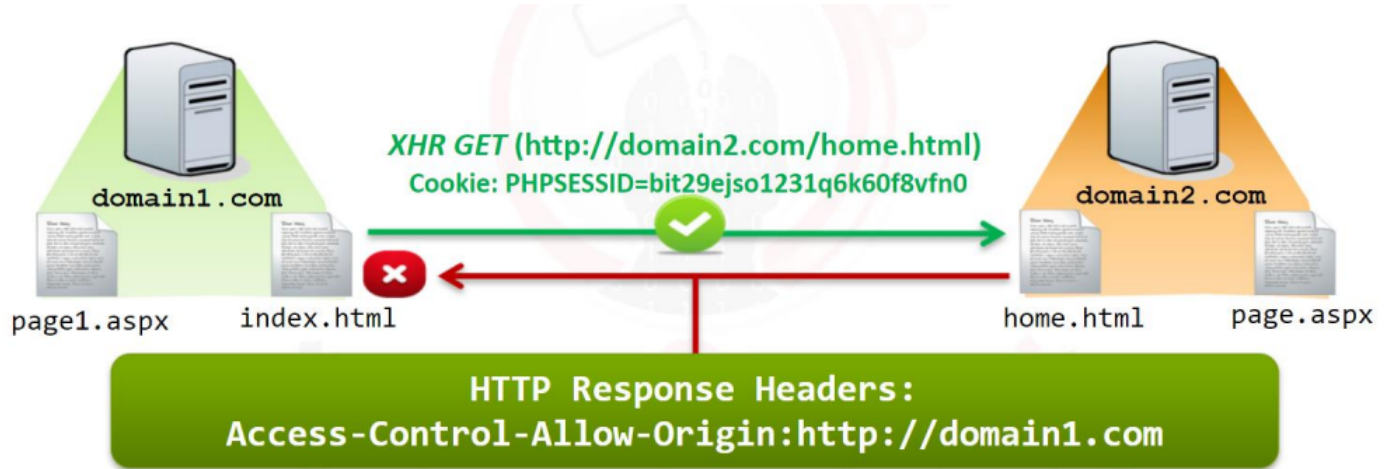 XHR GET (http://domain2.com/home.html)
Cookie: PHPSESSID=bit29ejso1231q6k60f8vfn0
domain1.com
domain2.com
page1.aspx
index.html
home.html
page.aspx
HTTP Response Headers:
Access-Control-Allow-Origin:http://domain1.com